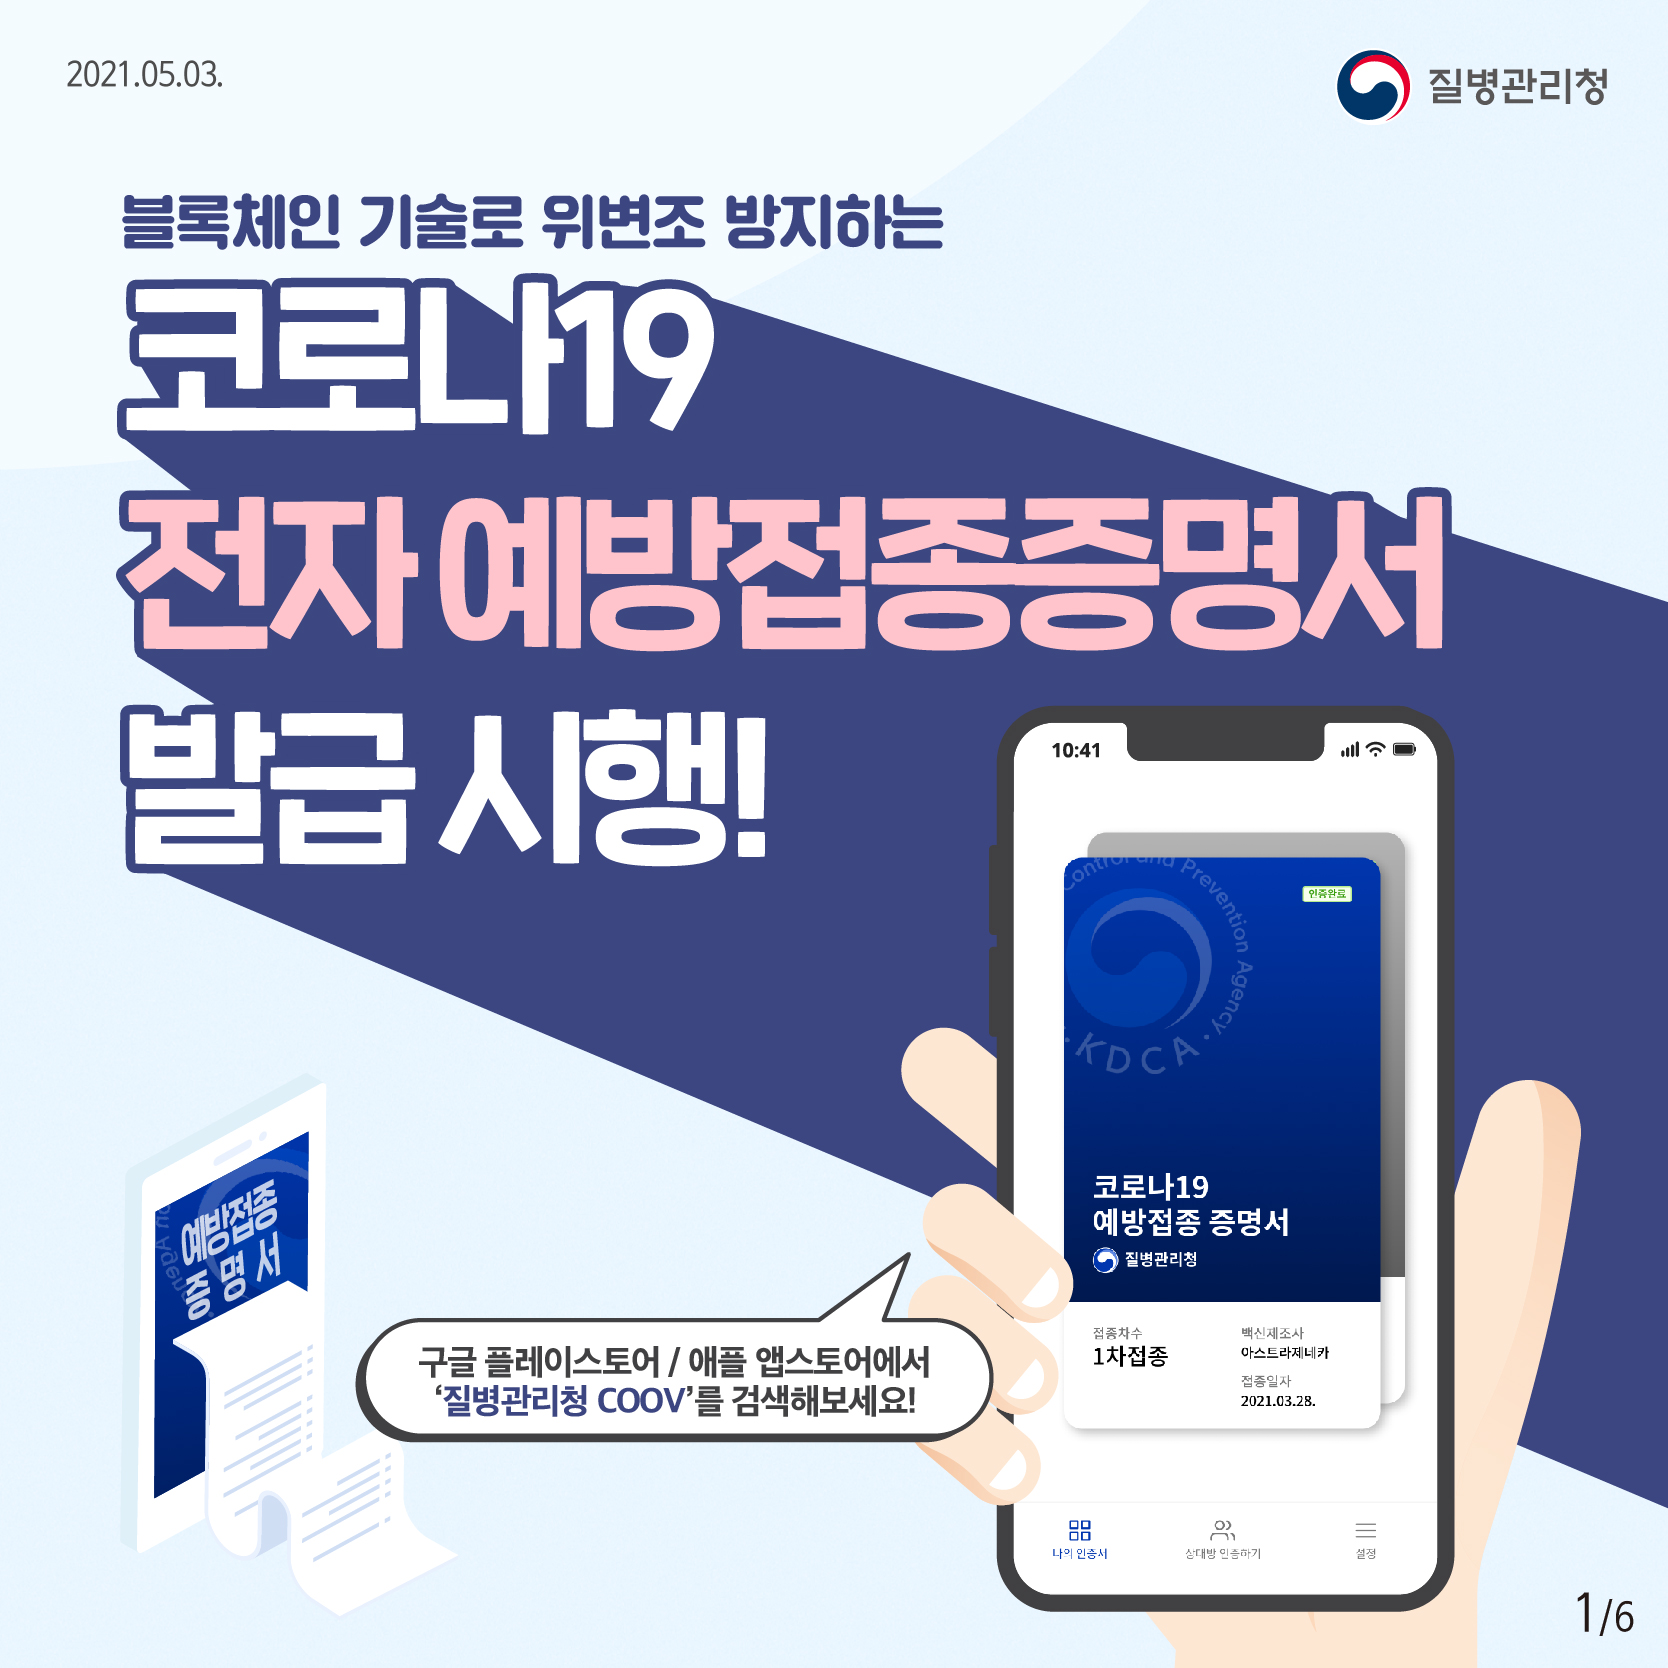 2021.05.03.
질병관리청
블록체인 기술로 위변조 방지하는
코로나19
전자 예방접종증명서
발급 시행!
10:41
Control and Prevention Agency
KDCA
인증완료
코로나19
예방접종 증명서
질병관리청
접종차수
1차접종
백신제조사
아스트라제네카
접종일자
2021.03.28.
나의 인증서
상대방 인증하기
설정
예방접종
증명서
구글 플레이스토어 / 애플 앱스토어에서
‘질병관리청 COOV’를 검색해보세요!
1/6